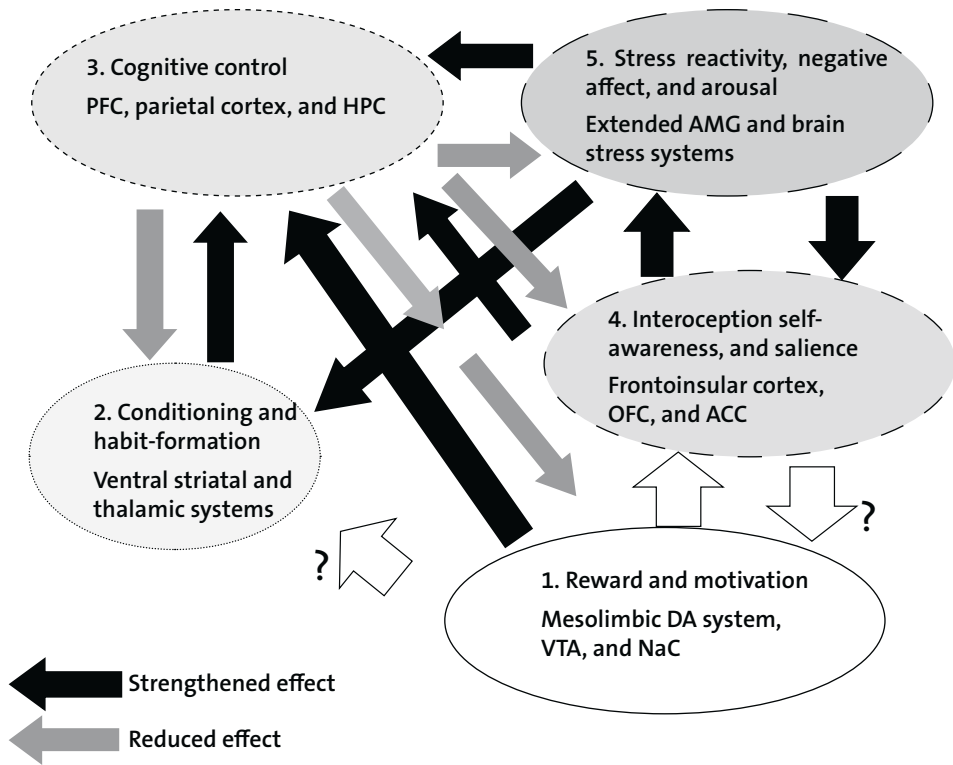 3. Cognitive control
PFC, parietal cortex, and HPC
5. Stress reactivity, negative
affect, and arousal
Extended AMG and brain
stress systems
4. Interoception self-
awareness, and salience
Frontoinsular cortex,
OFC, and ACC
2. Conditioning and
habit-formation
Ventral striatal and
thalamic systems
?
?
1. Reward and motivation
Mesolimbic DA system,
VTA, and NaC
Strengthened effect
Reduced effect